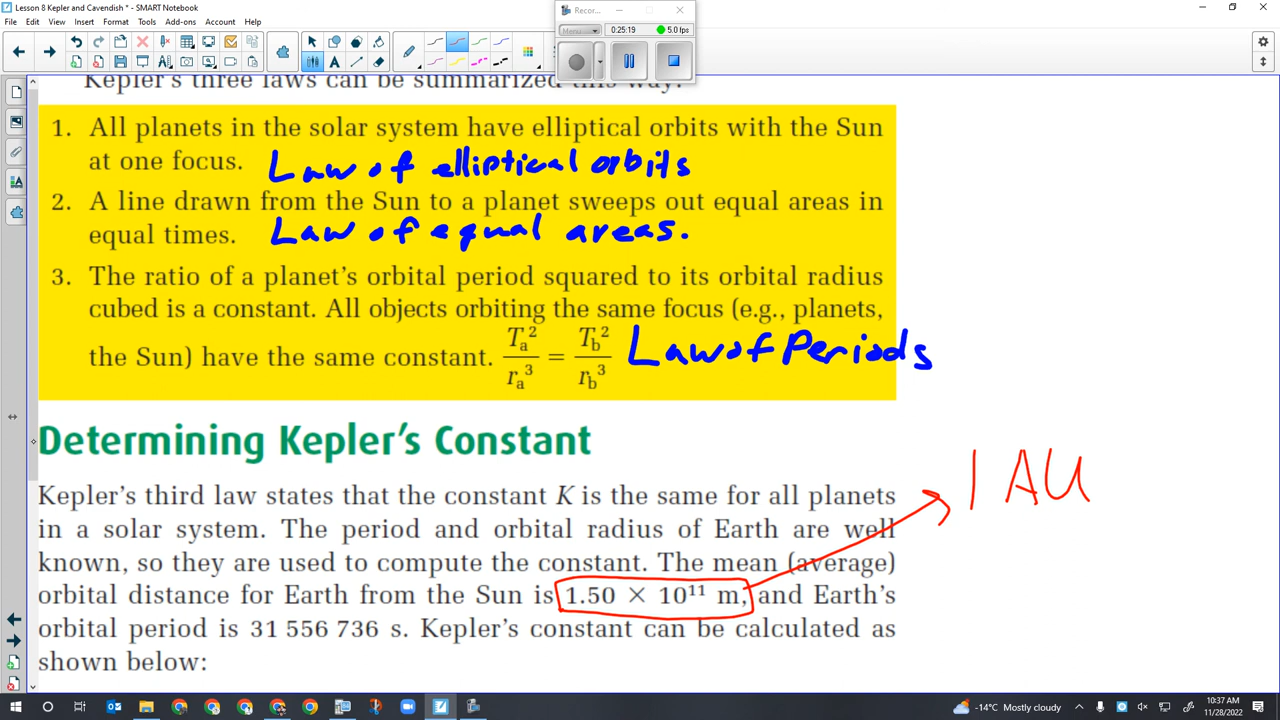 Lesson 8 Kepler and Cavendish * - SMART Notebook
File Edit View Insert Format Tools Add-ons Account Help
Recor...
Menu
0:25:19
5.0 fps
Kepler's three laws can be summarized this way:
1. All planets in the solar system have elliptical orbits with the Sun
at one focus. Law of elliptical orbits
2. A line drawn from the Sun to a planet sweeps out equal areas in
equal times. Law of equal areas.
3. The ratio of a planet's orbital period squared to its orbital radius
cubed is a constant. All objects orbiting the same focus (e.g., planets,
the Sun) have the same constant. Tₐ²/rₐ³ = T_b²/r_b³ Law of Periods
Determining Kepler's Constant
1 AU
Kepler's third law states that the constant K is the same for all planets
in a solar system. The period and orbital radius of Earth are well
known, so they are used to compute the constant. The mean (average)
orbital distance for Earth from the Sun is 1.50 × 10¹¹ m, and Earth's
orbital period is 31 556 736 s. Kepler's constant can be calculated as
shown below:
-14°C Mostly cloudy
10:37 AM
11/28/2022